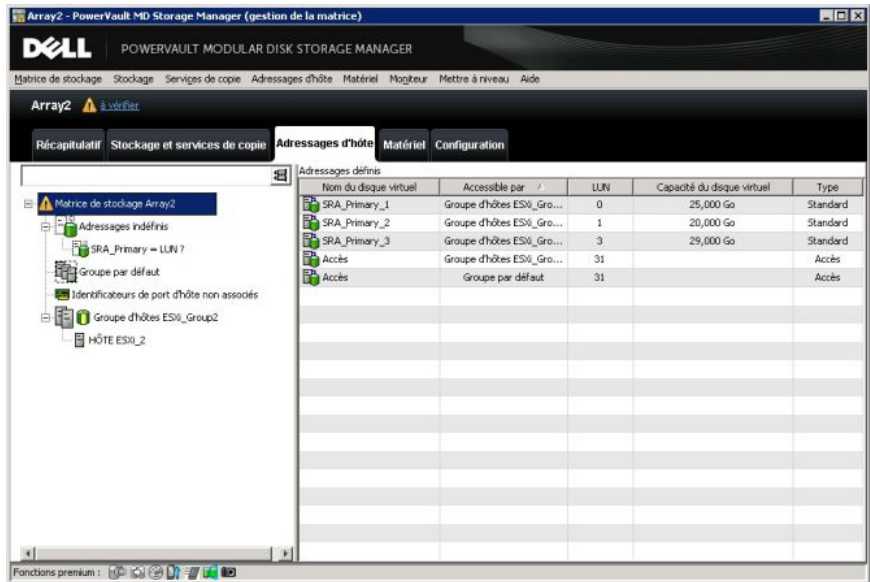 Array2 - PowerVault MD Storage Manager (gestion de la matrice)
DELL POWERVAULT MODULAR DISK STORAGE MANAGER
Matrice de stockage Stockage Services de copie Adressages d'hôte Matériel Moniteur Mettre à niveau Aide
Array2 à vérifier
Récapitulatif Stockage et services de copie Adressages d'hôte Matériel Configuration
Matrice de stockage Array2
Adressages indéfinis
SRA_Primary = LUN ?
Groupe par défaut
Identificateurs de port d'hôte non associés
Groupe d'hôtes ESXi_Group2
HÔTE ESXi_2
Adressages définis
Nom du disque virtuel Accessible par LUN Capacité du disque virtuel Type
SRA_Primary_1 Groupe d'hôtes ESXi_Gro... 0 25,000 Go Standard
SRA_Primary_2 Groupe d'hôtes ESXi_Gro... 1 20,000 Go Standard
SRA_Primary_3 Groupe d'hôtes ESXi_Gro... 3 29,000 Go Standard
Accès Groupe d'hôtes ESXi_Gro... 31 Accès
Accès Groupe par défaut 31 Accès
Fonctions premium :